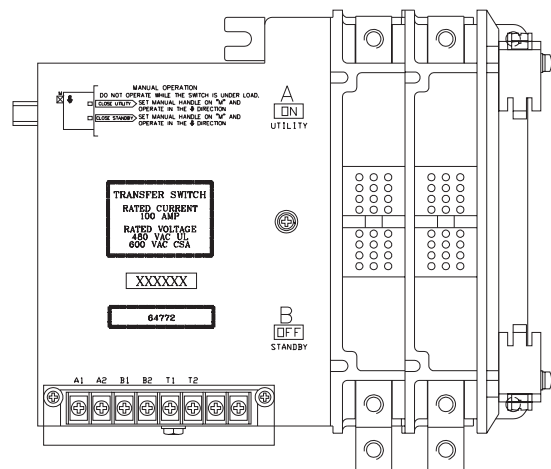 MANUAL OPERATION
DO NOT OPERATE WHILE THE SWITCH IS UNDER LOAD.
M
CLOSE UTILITY SET MANUAL HANDLE ON "M" AND
OPERATE IN THE ⇩ DIRECTION
CLOSE STANDBY SET MANUAL HANDLE ON "M" AND
OPERATE IN THE ⇩ DIRECTION
A
ON
UTILITY
TRANSFER SWITCH
RATED CURRENT
100 AMP
RATED VOLTAGE
480 VAC UL
600 VAC CSA
XXXXXX
64772
B
OFF
STANDBY
A1 A2 B1 B2 T1 T2